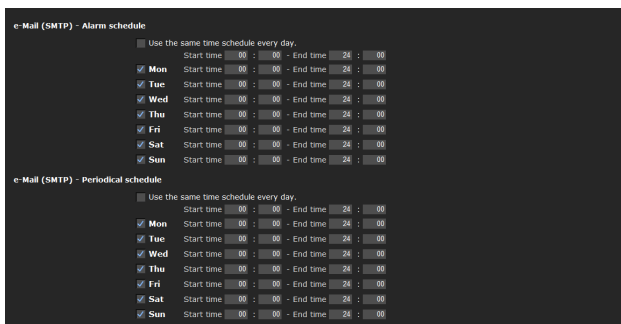 e-Mail (SMTP) - Alarm schedule
Use the same time schedule every day.
Start time 00 : 00 - End time 24 : 00
Mon Start time 00 : 00 - End time 24 : 00
Tue Start time 00 : 00 - End time 24 : 00
Wed Start time 00 : 00 - End time 24 : 00
Thu Start time 00 : 00 - End time 24 : 00
Fri Start time 00 : 00 - End time 24 : 00
Sat Start time 00 : 00 - End time 24 : 00
Sun Start time 00 : 00 - End time 24 : 00
e-Mail (SMTP) - Periodical schedule
Use the same time schedule every day.
Start time 00 : 00 - End time 24 : 00
Mon Start time 00 : 00 - End time 24 : 00
Tue Start time 00 : 00 - End time 24 : 00
Wed Start time 00 : 00 - End time 24 : 00
Thu Start time 00 : 00 - End time 24 : 00
Fri Start time 00 : 00 - End time 24 : 00
Sat Start time 00 : 00 - End time 24 : 00
Sun Start time 00 : 00 - End time 24 : 00